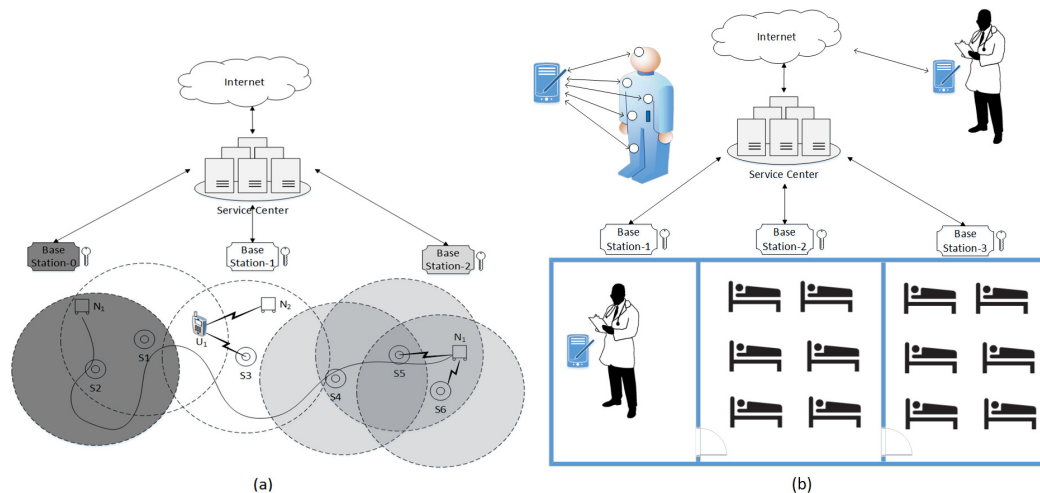 Internet
Service Center
Base
Station-0
Base
Station-1
Base
Station-2
N1
S1
S2
U1
N2
S3
S4
S5
N1
S6
(a)
Internet
Service Center
Base
Station-1
Base
Station-2
Base
Station-3
(b)